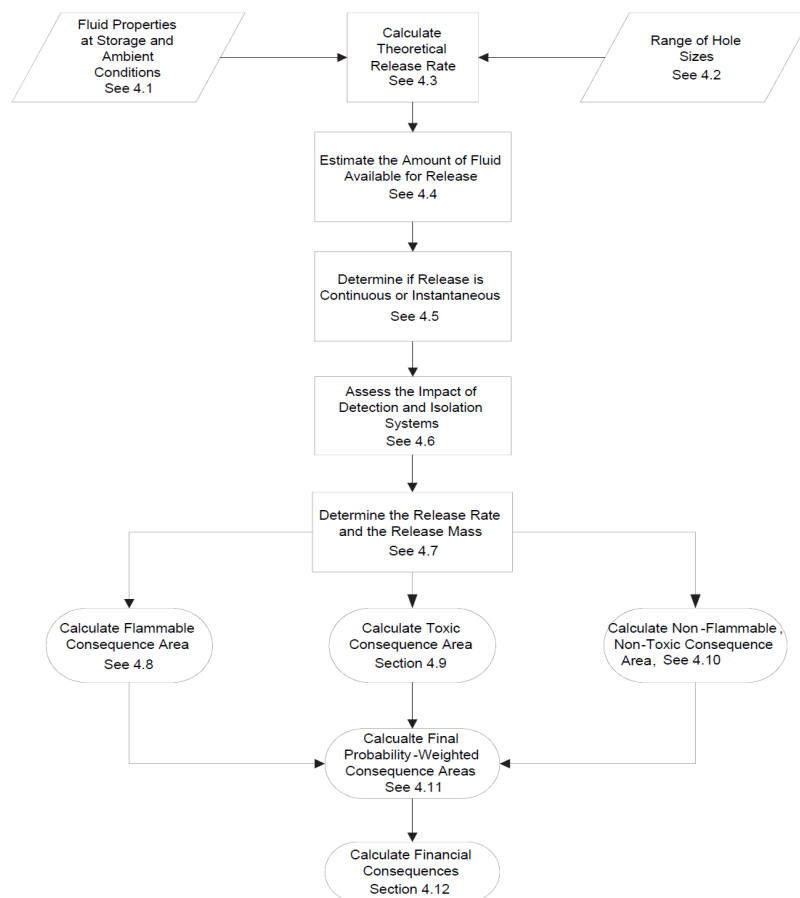 Fluid Properties
at Storage and
Ambient
Conditions
See 4.1
Calculate
Theoretical
Release Rate
See 4.3
Range of Hole
Sizes
See 4.2
Estimate the Amount of Fluid
Available for Release
See 4.4
Determine if Release is
Continuous or Instantaneous
See 4.5
Assess the Impact of
Detection and Isolation
Systems
See 4.6
Determine the Release Rate
and the Release Mass
See 4.7
Calculate Flammable
Consequence Area
See 4.8
Calculate Toxic
Consequence Area
Section 4.9
Calculate Non-Flammable,
Non-Toxic Consequence
Area, See 4.10
Calcualte Final
Probability-Weighted
Consequence Areas
See 4.11
Calculate Financial
Consequences
Section 4.12